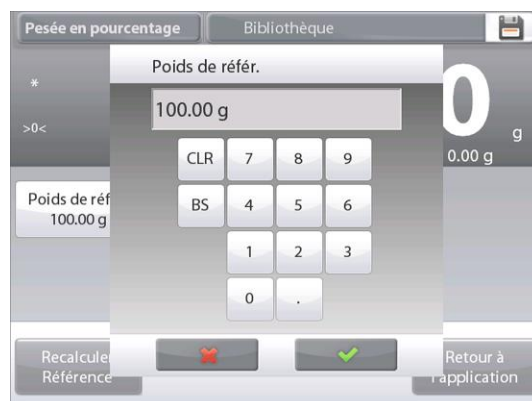 Pesée en pourcentage
Bibliothèque
Poids de référ.
*
100.00 g
>0<
0
g
0.00 g
CLR
7
8
9
Poids de réf
100.00 g
BS
4
5
6
1
2
3
0
.
Recalculer
Référence
Retour à
l'application